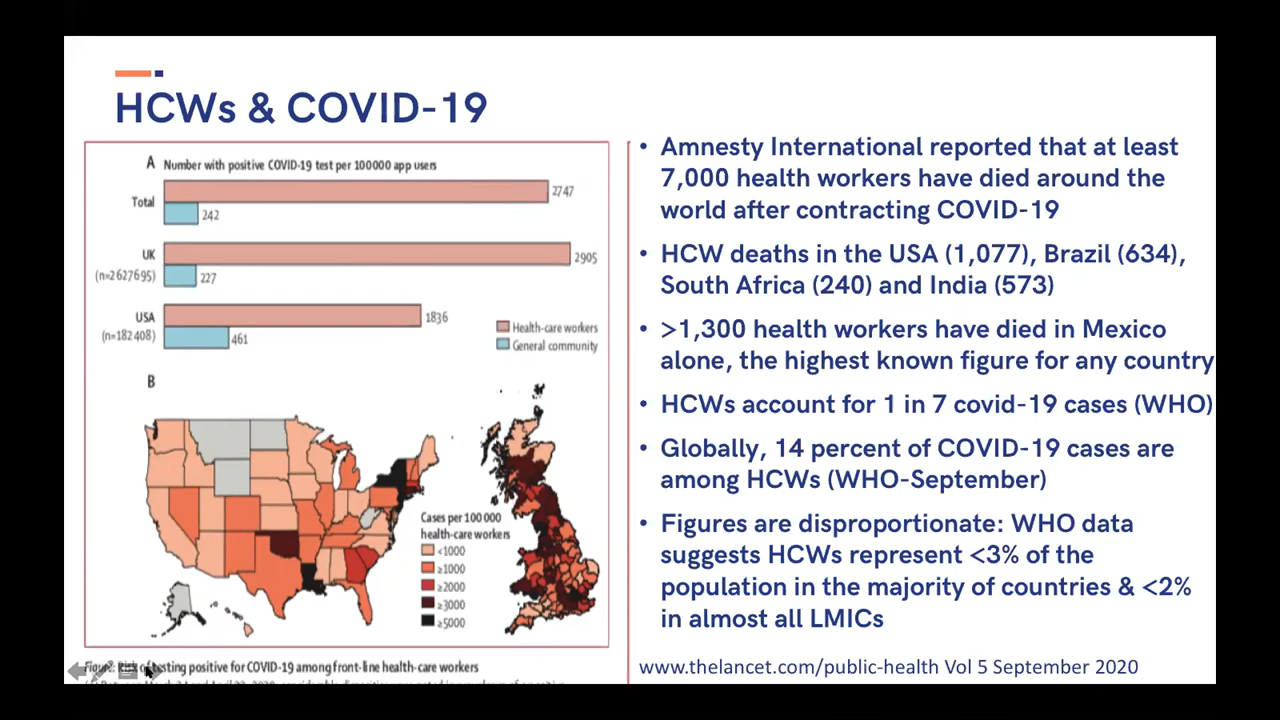 HCWs & COVID-19
A Number with positive COVID-19 test per 100000 app users
Total
2747
242
UK
(n=2627695)
2905
227
USA
(n=182408)
1836
461
Health-care workers
General community
B
Cases per 100000
health-care workers
<1000
≥1000
≥2000
≥3000
≥5000
testing positive for COVID-19 among front-line health-care workers
• Amnesty International reported that at least
7,000 health workers have died around the
world after contracting COVID-19
• HCW deaths in the USA (1,077), Brazil (634),
South Africa (240) and India (573)
• >1,300 health workers have died in Mexico
alone, the highest known figure for any country
• HCWs account for 1 in 7 covid-19 cases (WHO)
• Globally, 14 percent of COVID-19 cases are
among HCWs (WHO-September)
• Figures are disproportionate: WHO data
suggests HCWs represent <3% of the
population in the majority of countries & <2%
in almost all LMICs
www.thelancet.com/public-health Vol 5 September 2020